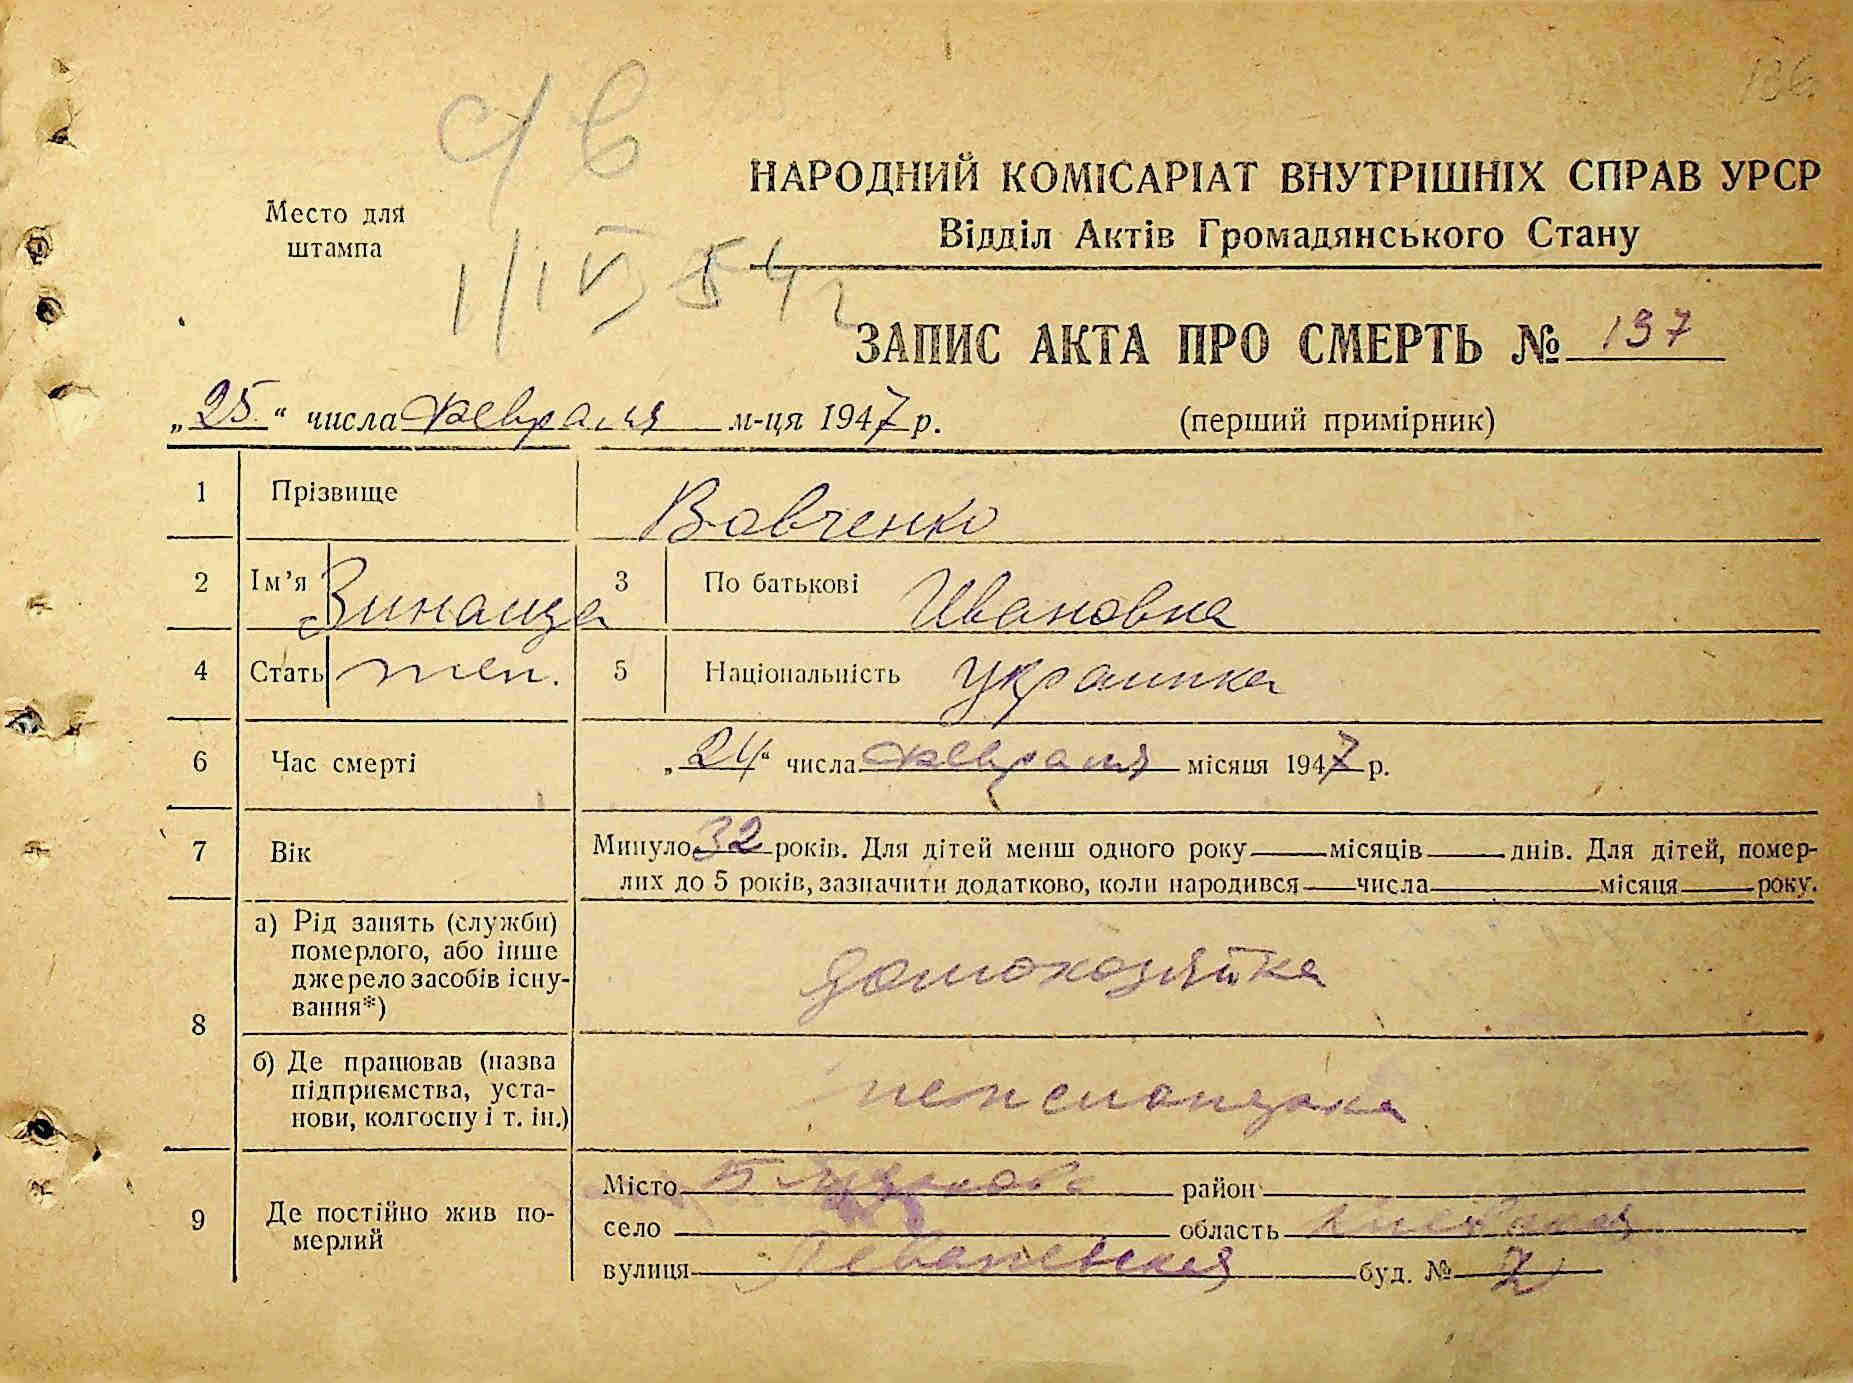 136.
с/в
1/IV 54 г
Место для
штампа
НАРОДНИЙ КОМІСАРІАТ ВНУТРІШНІХ СПРАВ УРСР
Відділ Актів Громадянського Стану
ЗАПИС АКТА ПРО СМЕРТЬ № 137
„25“ числа февраля м-ця 1947 р. (перший примірник)
1 Прізвище Вовченко
2 Ім’я Зинаида 3 По батькові Ивановна
4 Стать жен. 5 Національність украинка
6 Час смерті „24“ числа февраля місяця 1947 р.
7 Вік Минуло 32 років. Для дітей менш одного року місяців днів. Для дітей, помер-
лих до 5 років, зазначити додатково, коли народився числа місяця року.
8 а) Рід занять (служби)
померлого, або інше
джерело засобів існу-
вання*)
домохозяйка
б) Де працював (назва
підприємства, уста-
нови, колгоспу і т. ін.)
пенсионерка
9 Де постійно жив по-
мерлий
Місто район
село область Киевская
вулиця буд. № 7